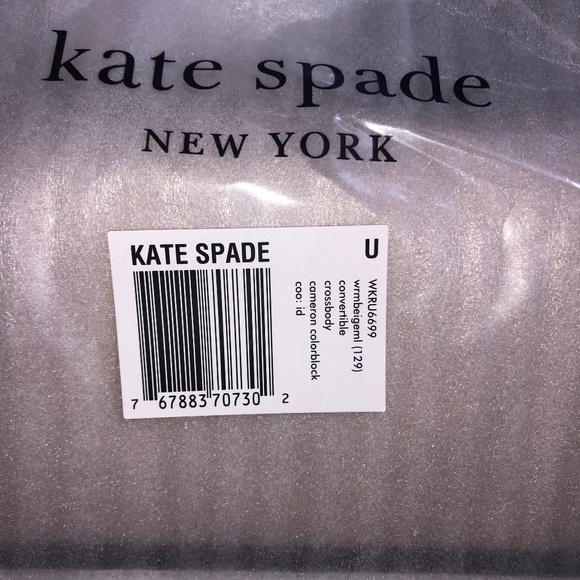 kate spade
NEW YORK
KATE SPADE
U
7 67883 70730 2
WKRU6699
wrmbeigeml (129)
convertible
crossbody
cameron colorblock
coo: id